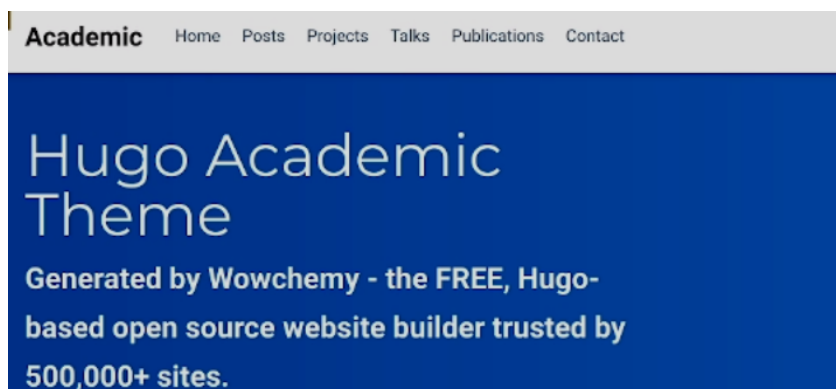 Academic Home Posts Projects Talks Publications Contact
Hugo Academic
Theme
Generated by Wowchemy - the FREE, Hugo-
based open source website builder trusted by
500,000+ sites.